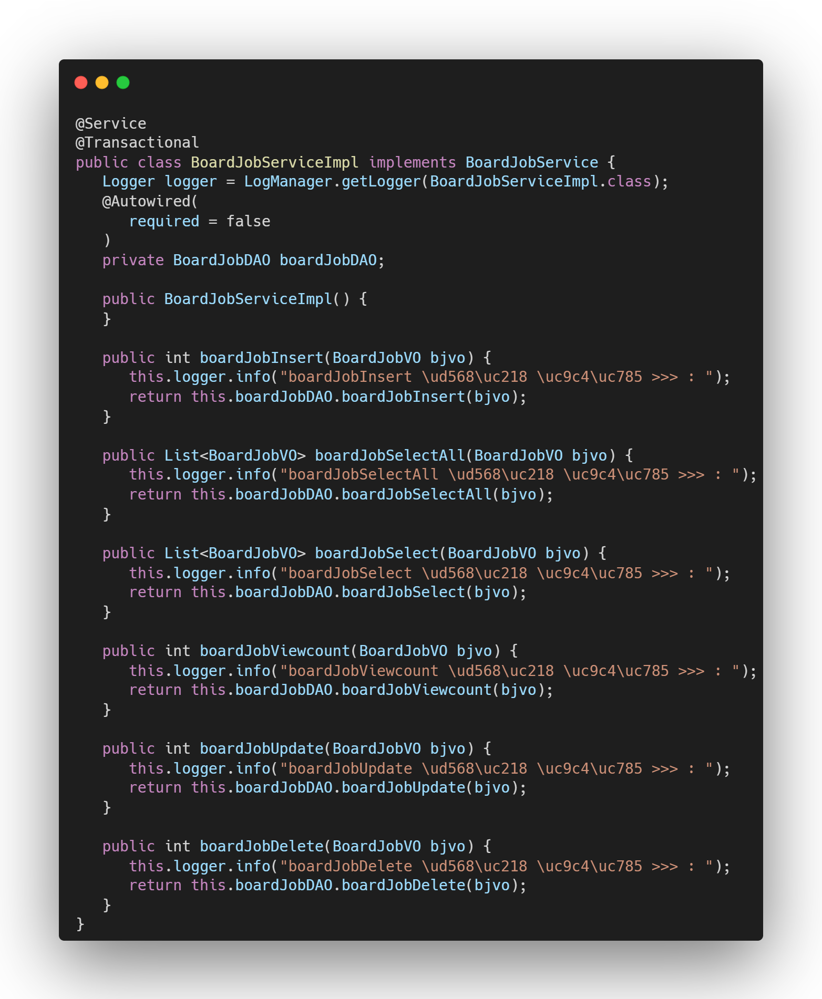 @Service
@Transactional
public class BoardJobServiceImpl implements BoardJobService {
   Logger logger = LogManager.getLogger(BoardJobServiceImpl.class);
   @Autowired(
      required = false
   )
   private BoardJobDAO boardJobDAO;

   public BoardJobServiceImpl() {
   }

   public int boardJobInsert(BoardJobVO bjvo) {
      this.logger.info("boardJobInsert \ud568\uc218 \uc9c4\uc785 >>> : ");
      return this.boardJobDAO.boardJobInsert(bjvo);
   }

   public List<BoardJobVO> boardJobSelectAll(BoardJobVO bjvo) {
      this.logger.info("boardJobSelectAll \ud568\uc218 \uc9c4\uc785 >>> : ");
      return this.boardJobDAO.boardJobSelectAll(bjvo);
   }

   public List<BoardJobVO> boardJobSelect(BoardJobVO bjvo) {
      this.logger.info("boardJobSelect \ud568\uc218 \uc9c4\uc785 >>> : ");
      return this.boardJobDAO.boardJobSelect(bjvo);
   }

   public int boardJobViewcount(BoardJobVO bjvo) {
      this.logger.info("boardJobViewcount \ud568\uc218 \uc9c4\uc785 >>> : ");
      return this.boardJobDAO.boardJobViewcount(bjvo);
   }

   public int boardJobUpdate(BoardJobVO bjvo) {
      this.logger.info("boardJobUpdate \ud568\uc218 \uc9c4\uc785 >>> : ");
      return this.boardJobDAO.boardJobUpdate(bjvo);
   }

   public int boardJobDelete(BoardJobVO bjvo) {
      this.logger.info("boardJobDelete \ud568\uc218 \uc9c4\uc785 >>> : ");
      return this.boardJobDAO.boardJobDelete(bjvo);
   }
}